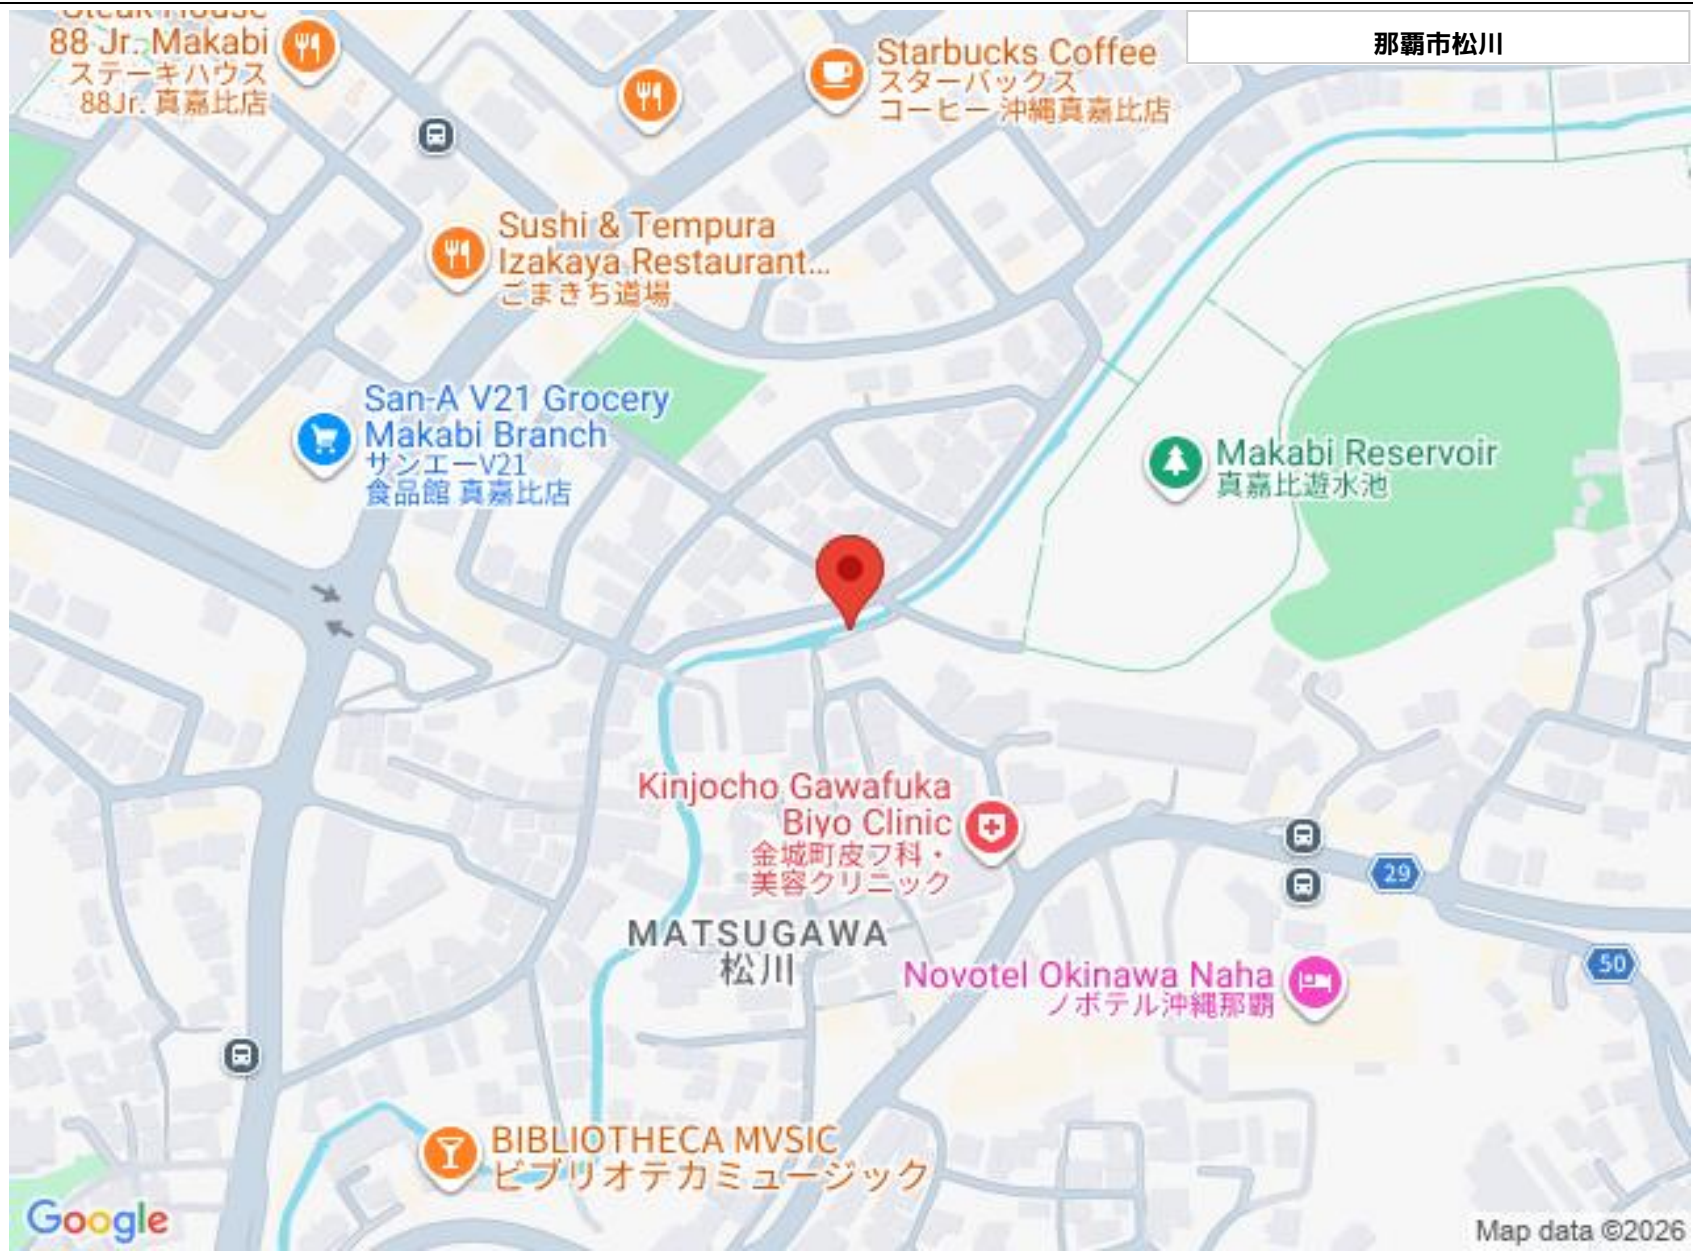 Steak House
88 Jr. Makabi
ステーキハウス
88Jr. 真嘉比店
Starbucks Coffee
スターバックス
コーヒー 沖縄真嘉比店
那覇市松川
Sushi & Tempura
Izakaya Restaurant...
ごまきち道場
San-A V21 Grocery
Makabi Branch
サンエーV21
食品館 真嘉比店
Makabi Reservoir
真嘉比遊水池
Kinjocho Gawafuka
Biyo Clinic
金城町皮フ科・
美容クリニック
29
MATSUGAWA
松川
50
Novotel Okinawa Naha
ノボテル沖縄那覇
BIBLIOTHECA MVSIC
ビブリオテカミュージック
Google
Map data ©2026